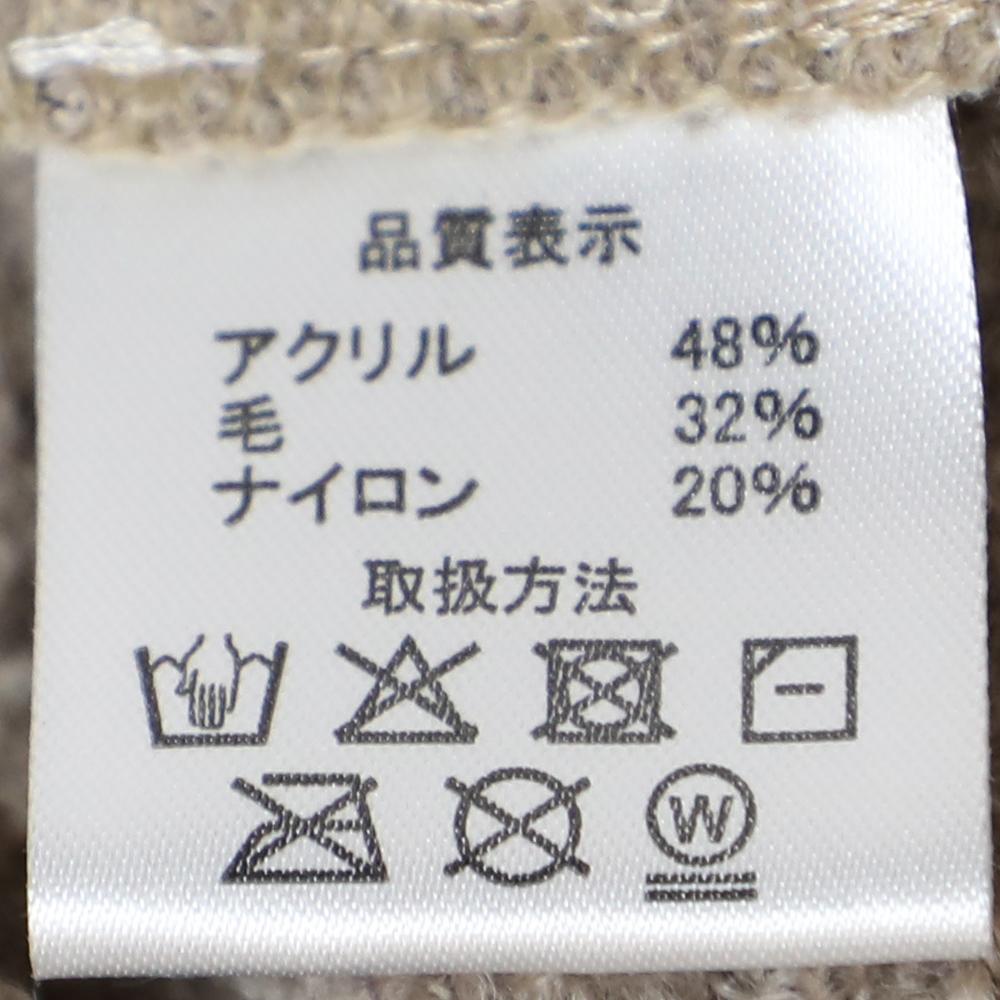 品質表示
アクリル 48%
毛 32%
ナイロン 20%
取扱方法
W